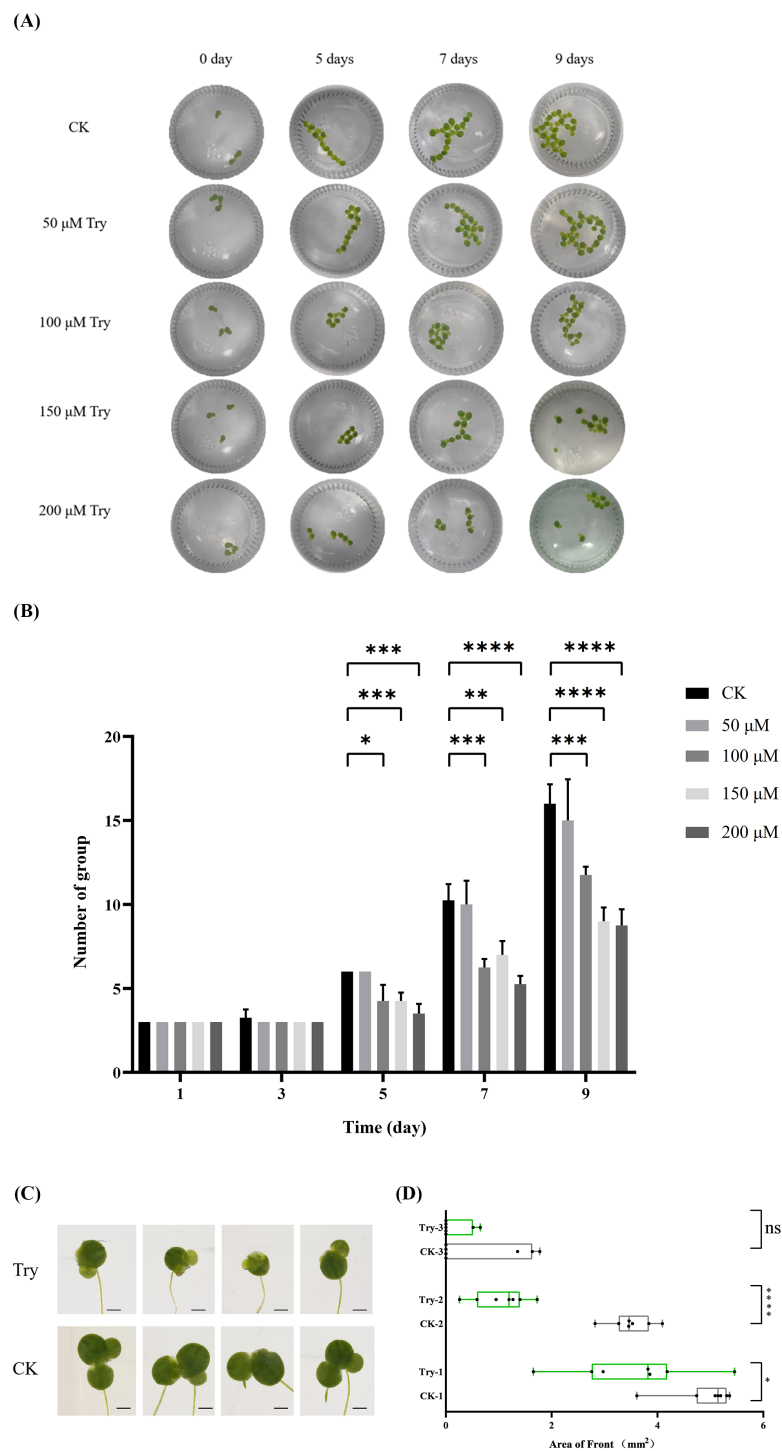 (A)
0 day 5 days 7 days 9 days
CK
50 μM Try
100 μM Try
150 μM Try
200 μM Try
(B)
*** **** ****
*** ** ****
* *** ***
CK
50 μM
100 μM
150 μM
200 μM
20
15
10
5
0
Number of group
1 3 5 7 9
Time (day)
(C)
Try
CK
(D)
Try-3
CK-3
ns
Try-2
CK-2
****
Try-1
CK-1
*
0 2 4 6
Area of Front (mm2)